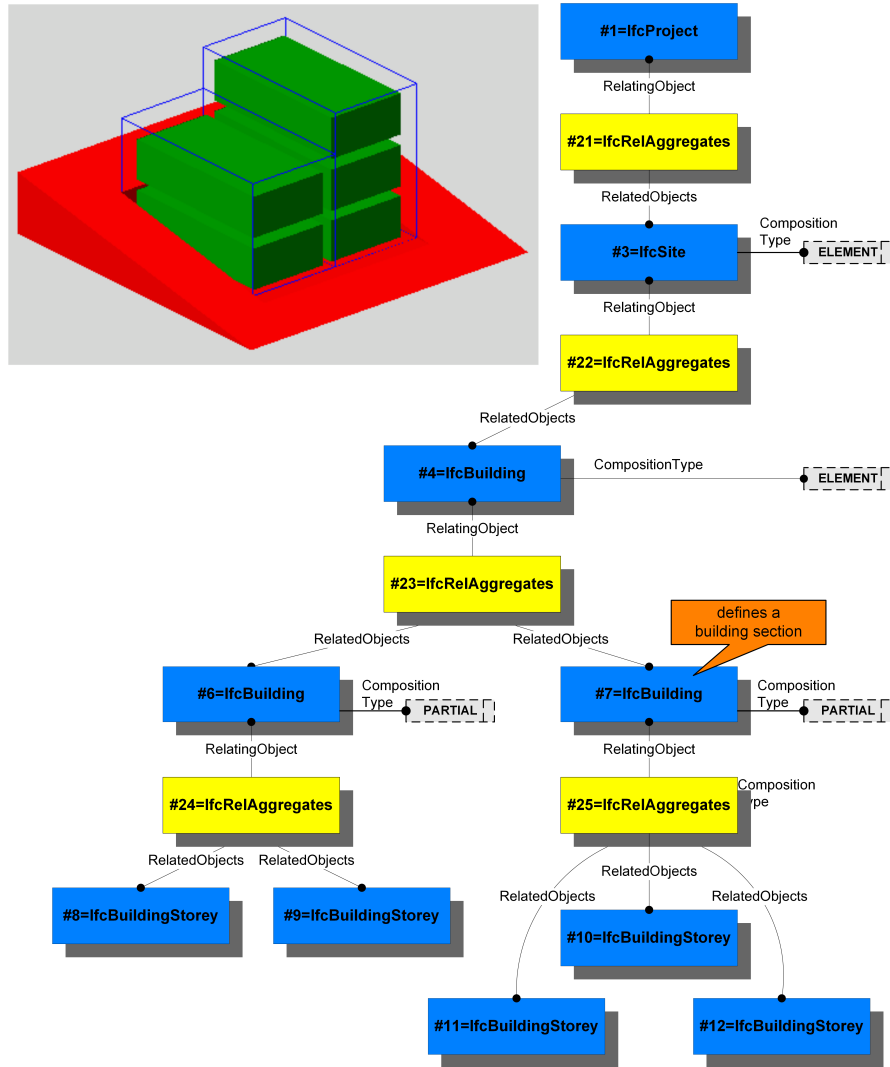 #1=IfcProject
RelatingObject
#21=IfcRelAggregates
RelatedObjects
Composition
Type
#3=IfcSite
ELEMENT
RelatingObject
#22=IfcRelAggregates
RelatedObjects
#4=IfcBuilding
CompositionType
ELEMENT
RelatingObject
#23=IfcRelAggregates
defines a
building section
RelatedObjects
RelatedObjects
#6=IfcBuilding
Composition
Type
PARTIAL
#7=IfcBuilding
Composition
Type
PARTIAL
RelatingObject
RelatingObject
#24=IfcRelAggregates
#25=IfcRelAggregates
Composition
ype
RelatedObjects
RelatedObjects
RelatedObjects
RelatedObjects
RelatedObjects
#8=IfcBuildingStorey
#9=IfcBuildingStorey
#10=IfcBuildingStorey
#11=IfcBuildingStorey
#12=IfcBuildingStorey